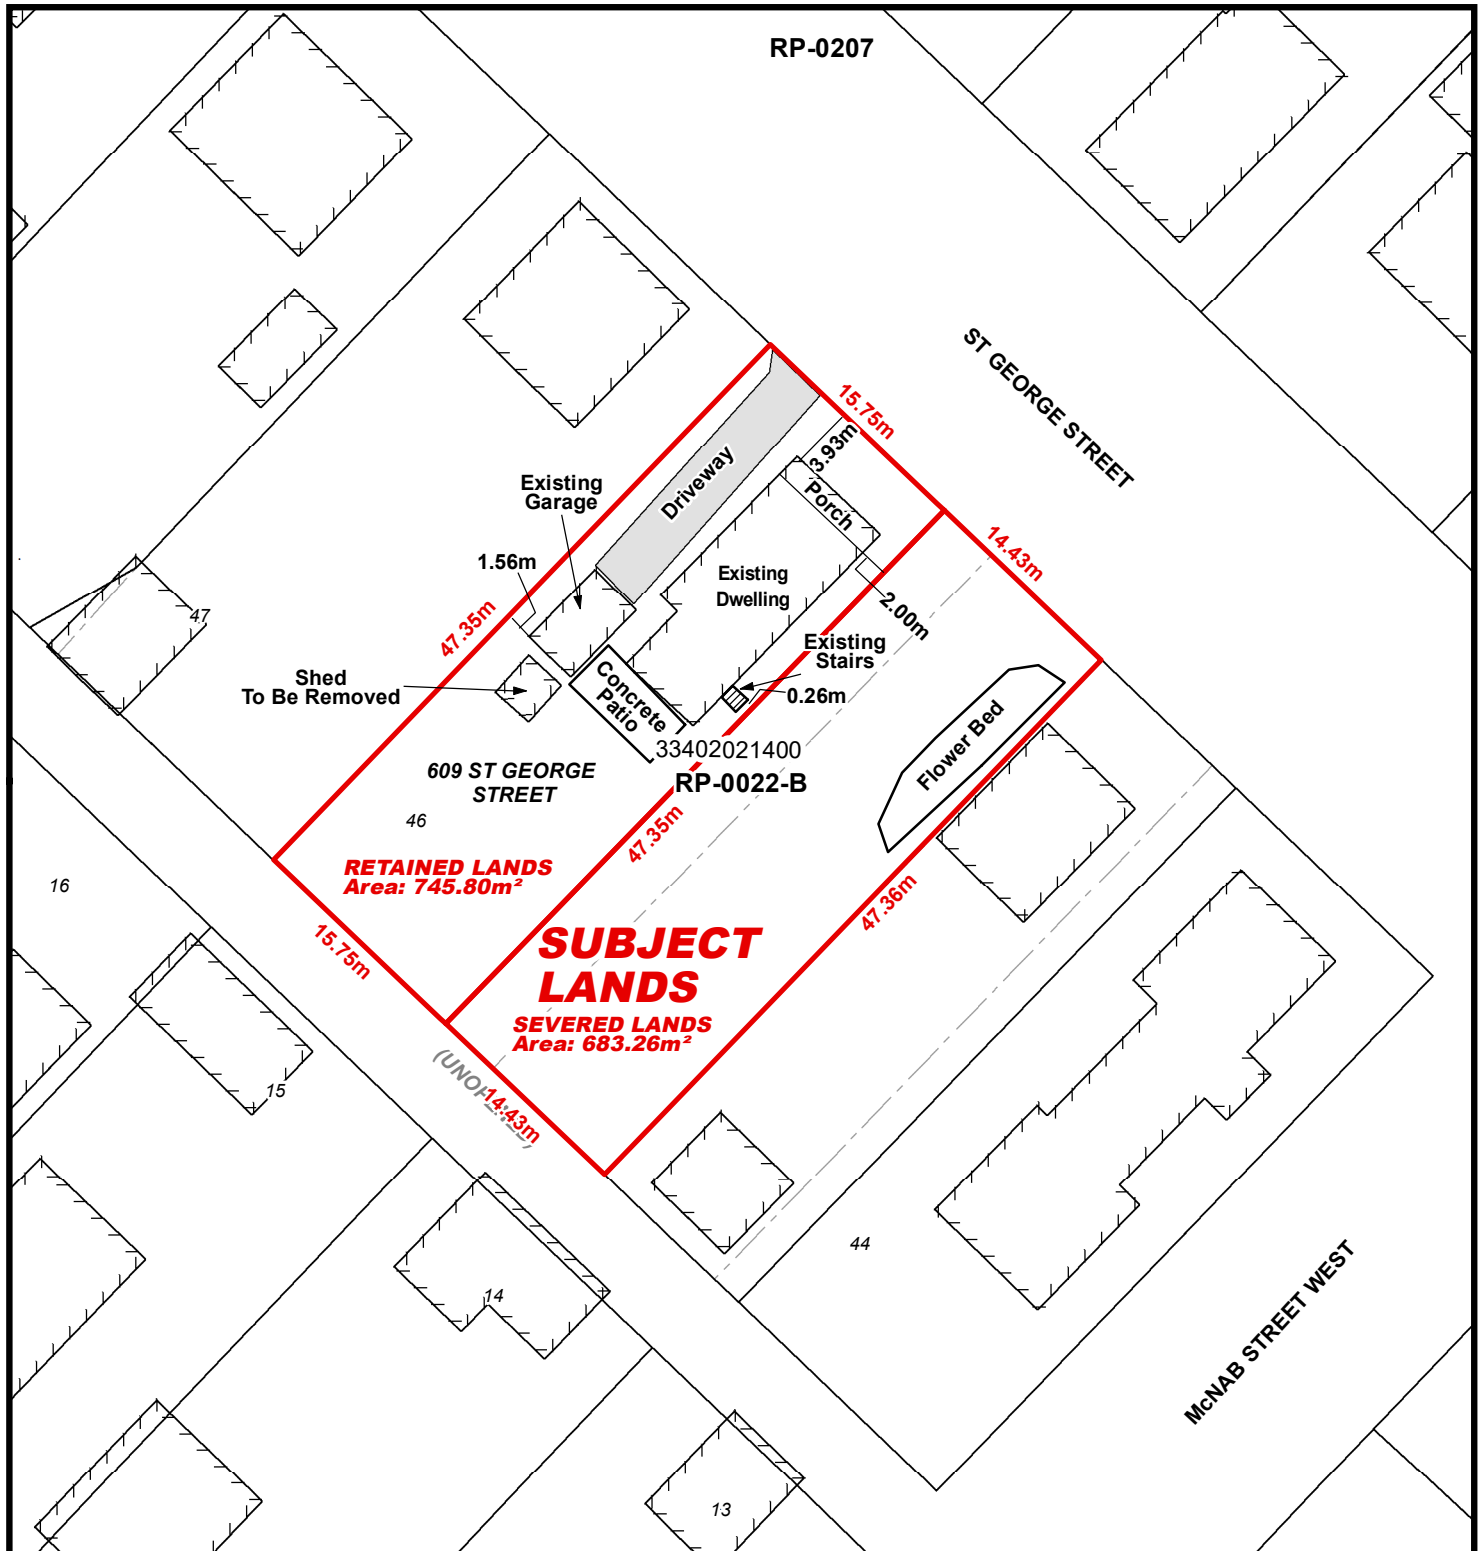 RP-0207
ST GEORGE STREET
15.75m
3.93m
Driveway
Porch
Existing
Garage
14.43m
1.56m
Existing
Dwelling
2.00m
47.35m
47
Existing
Stairs
Shed
To Be Removed
Concrete
Patio
0.26m
Flower Bed
33402021400
RP-0022-B
609 ST GEORGE
STREET
46
47.35m
RETAINED LANDS
Area: 745.80m²
16
47.36m
15.75m
SUBJECT
LANDS
SEVERED LANDS
Area: 683.26m²
14.43m
15
44
14
McNAB STREET WEST
13